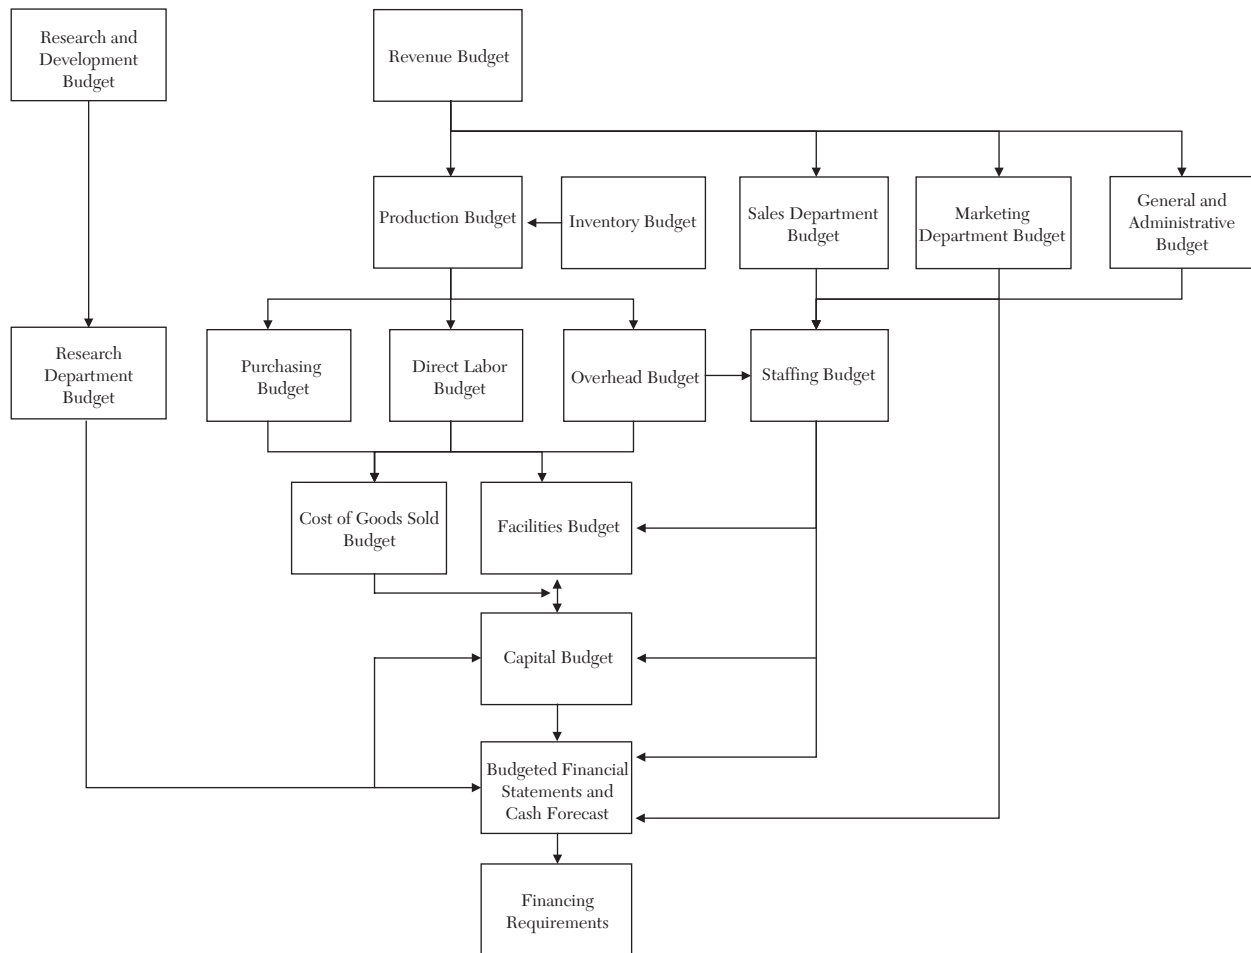 Research and
Development
Budget
Revenue Budget
Production Budget
Inventory Budget
Sales Department
Budget
Marketing
Department Budget
General and
Administrative
Budget
Research
Department
Budget
Purchasing
Budget
Direct Labor
Budget
Overhead Budget
Staffing Budget
Cost of Goods Sold
Budget
Facilities Budget
Capital Budget
Budgeted Financial
Statements and
Cash Forecast
Financing
Requirements